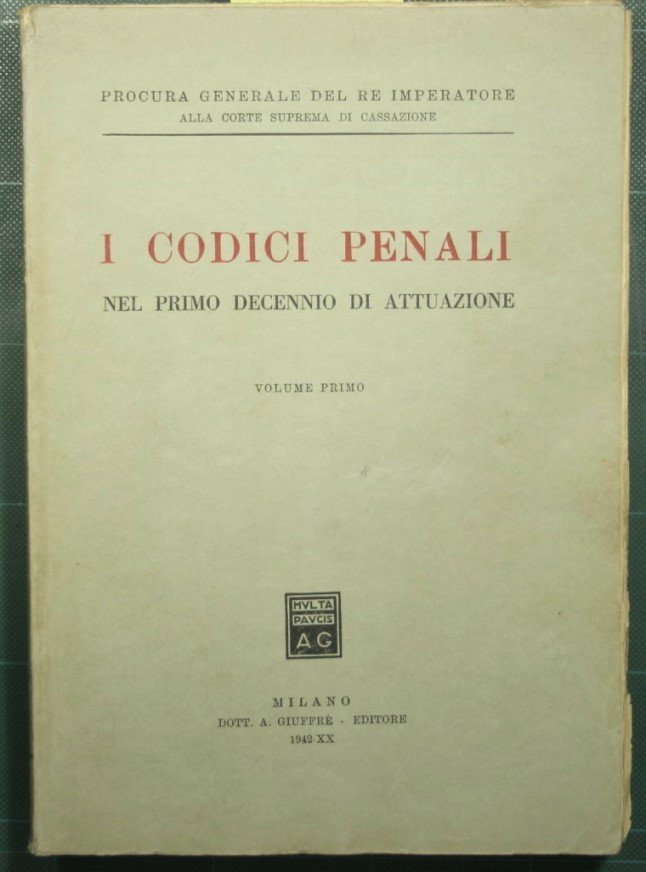 PROCURA GENERALE DEL RE IMPERATORE
ALLA CORTE SUPREMA DI CASSAZIONE
I CODICI PENALI
NEL PRIMO DECENNIO DI ATTUAZIONE
VOLUME PRIMO
MVLTA
PAVCIS
A G
MILANO
DOTT. A. GIUFFRÈ - EDITORE
1942-XX